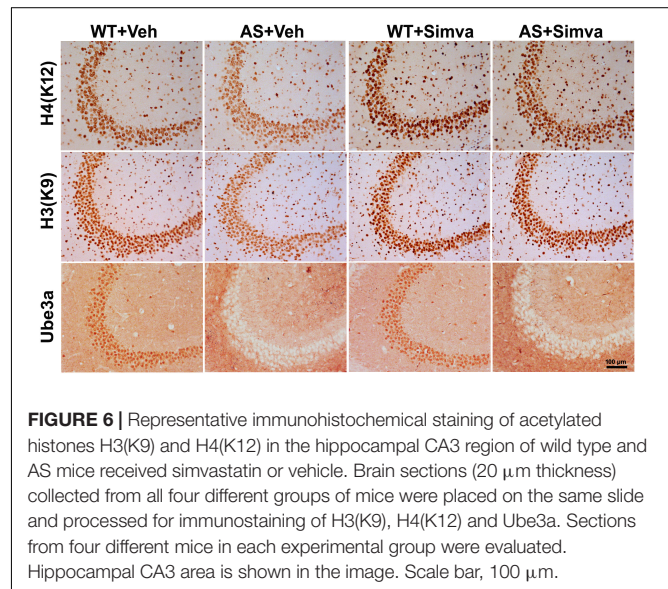 WT+Veh AS+Veh WT+Simva AS+Simva
H4(K12)
H3(K9)
Ube3a
100 µm
FIGURE 6 | Representative immunohistochemical staining of acetylated
histones H3(K9) and H4(K12) in the hippocampal CA3 region of wild type and
AS mice received simvastatin or vehicle. Brain sections (20 µm thickness)
collected from all four different groups of mice were placed on the same slide
and processed for immunostaining of H3(K9), H4(K12) and Ube3a. Sections
from four different mice in each experimental group were evaluated.
Hippocampal CA3 area is shown in the image. Scale bar, 100 µm.